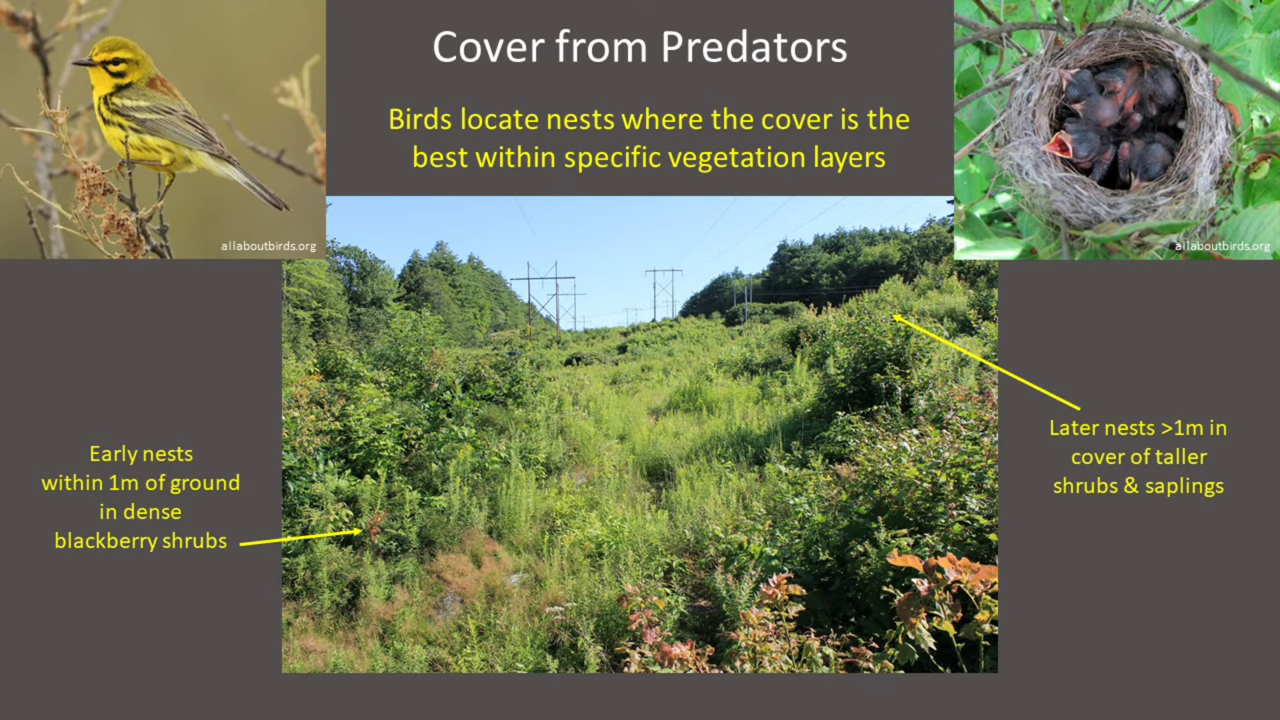 Cover from Predators
Birds locate nests where the cover is the
best within specific vegetation layers
allaboutbirds.org
allaboutbirds.org
Early nests
within 1m of ground
in dense
blackberry shrubs
Later nests >1m in
cover of taller
shrubs & saplings